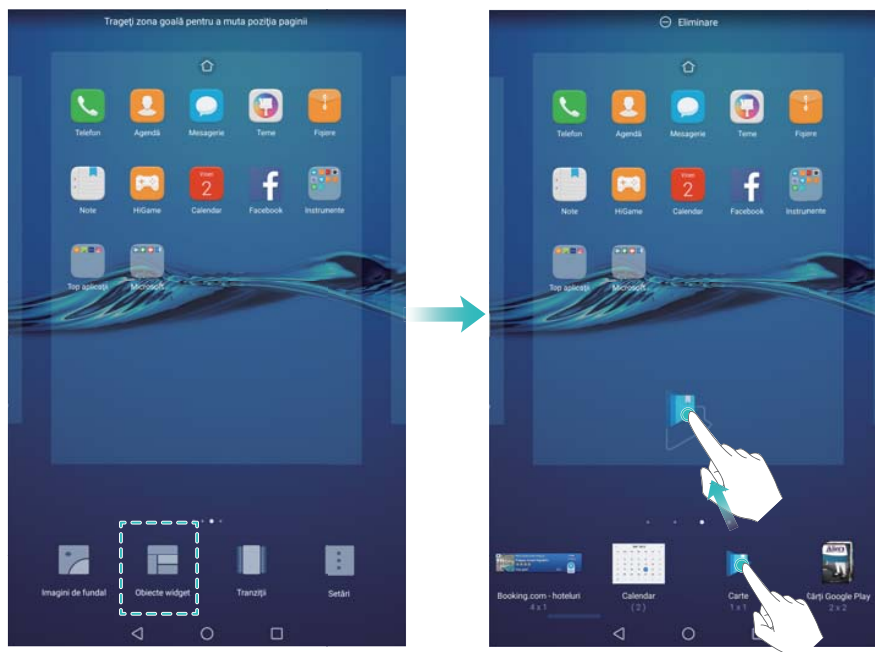 Trageți zona goală pentru a muta poziția paginii
Telefon Agendă Mesagerie Teme Fișiere
Vineri
2
Note HiGame Calendar Facebook Instrumente
Top aplicații Microsoft
Imagini de fundal Obiecte widget Tranziții Setări
Eliminare
Telefon Agendă Mesagerie Teme Fișiere
Vineri
2
Note HiGame Calendar Facebook Instrumente
Top aplicații Microsoft
Booking.com - hoteluri Calendar Carte Cărți Google Play
4 x 1 (2) 1 x 1 2 x 2